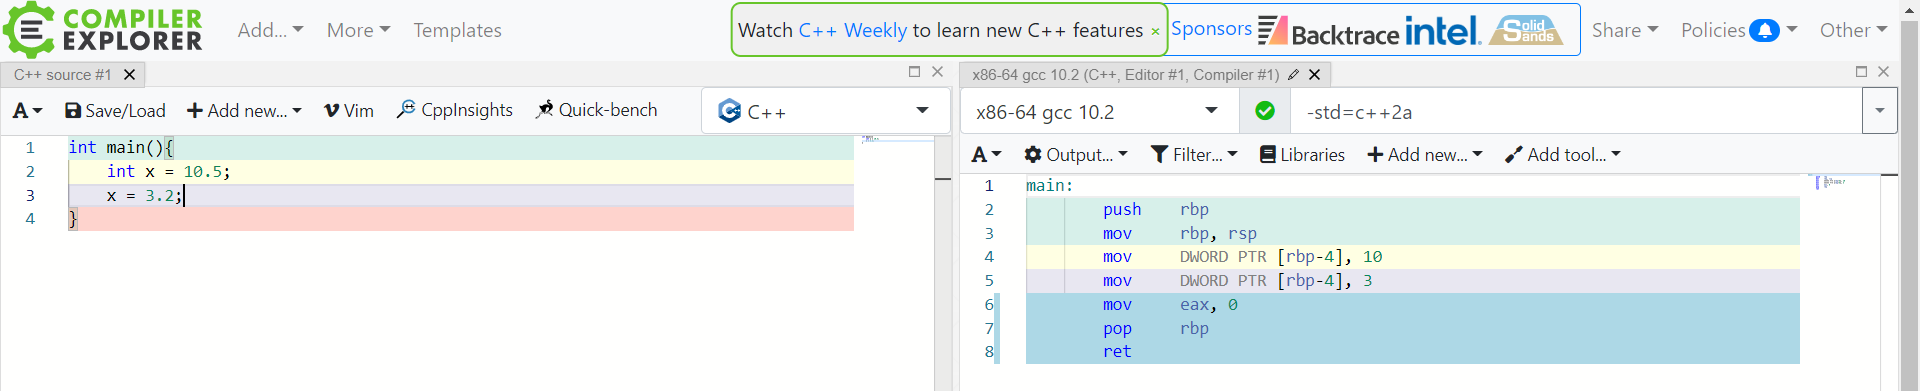 COMPILER
EXPLORER
Add...
More
Templates
Watch C++ Weekly to learn new C++ features ×
Sponsors
Backtrace
intel.
Solid
Sands
Share
Policies
Other
C++ source #1
Save/Load
Add new...
Vim
CppInsights
Quick-bench
C++
1 int main(){
2 int x = 10.5;
3 x = 3.2;
4 }
x86-64 gcc 10.2 (C++, Editor #1, Compiler #1)
x86-64 gcc 10.2
-std=c++2a
A
Output...
Filter...
Libraries
Add new...
Add tool...
1 main:
2 push rbp
3 mov rbp, rsp
4 mov DWORD PTR [rbp-4], 10
5 mov DWORD PTR [rbp-4], 3
6 mov eax, 0
7 pop rbp
8 ret